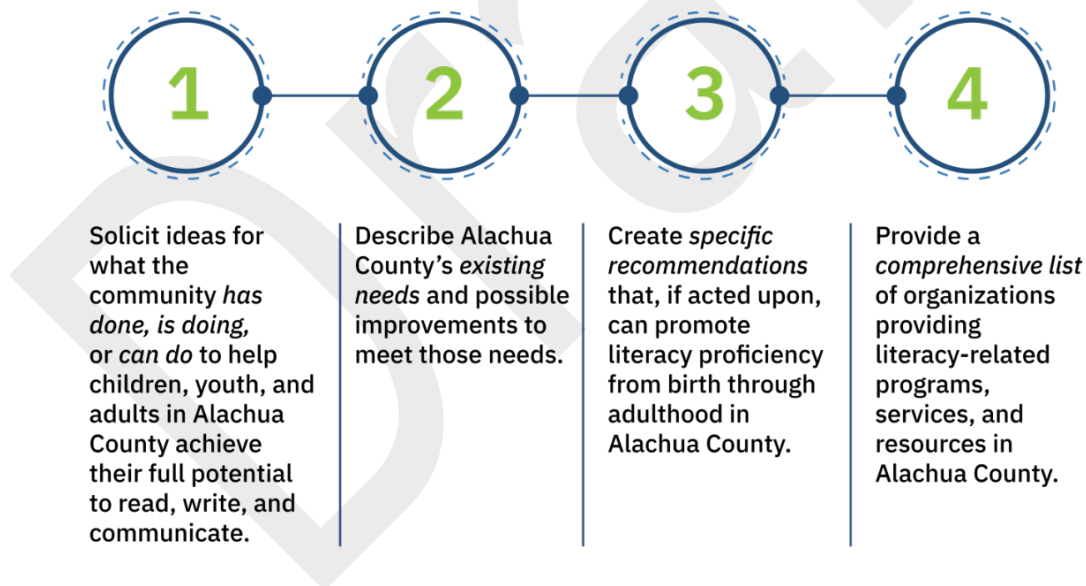 1
2
3
4
Solicit ideas for
what the
community has
done, is doing,
or can do to help
children, youth, and
adults in Alachua
County achieve
their full potential
to read, write, and
communicate.
Describe Alachua
County’s existing
needs and possible
improvements to
meet those needs.
Create specific
recommendations
that, if acted upon,
can promote
literacy proficiency
from birth through
adulthood in
Alachua County.
Provide a
comprehensive list
of organizations
providing
literacy-related
programs,
services, and
resources in
Alachua County.